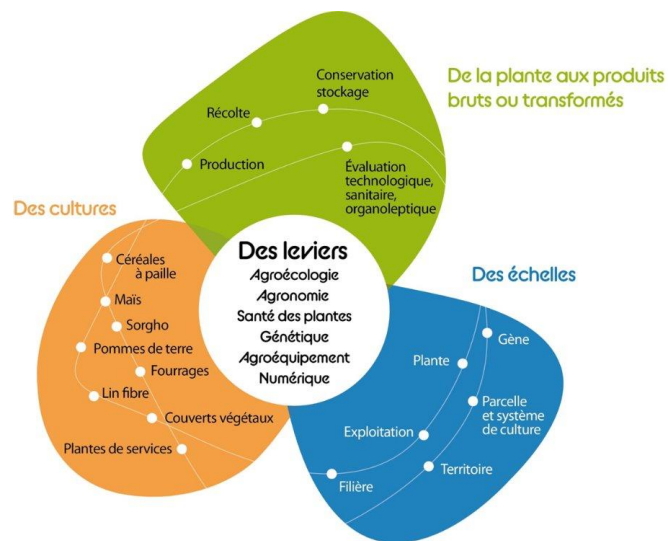 De la plante aux produits
bruts ou transformés
Conservation
stockage
Récolte
Production
Évaluation
technologique,
sanitaire,
organoleptique
Des cultures
Céréales
à paille
Maïs
Sorgho
Pommes de terre
Fourrages
Lin fibre
Couverts végétaux
Plantes de services
Des leviers
Agroécologie
Agronomie
Santé des plantes
Génétique
Agroéquipement
Numérique
Des échelles
Gène
Plante
Parcelle
et système
de culture
Exploitation
Territoire
Filière